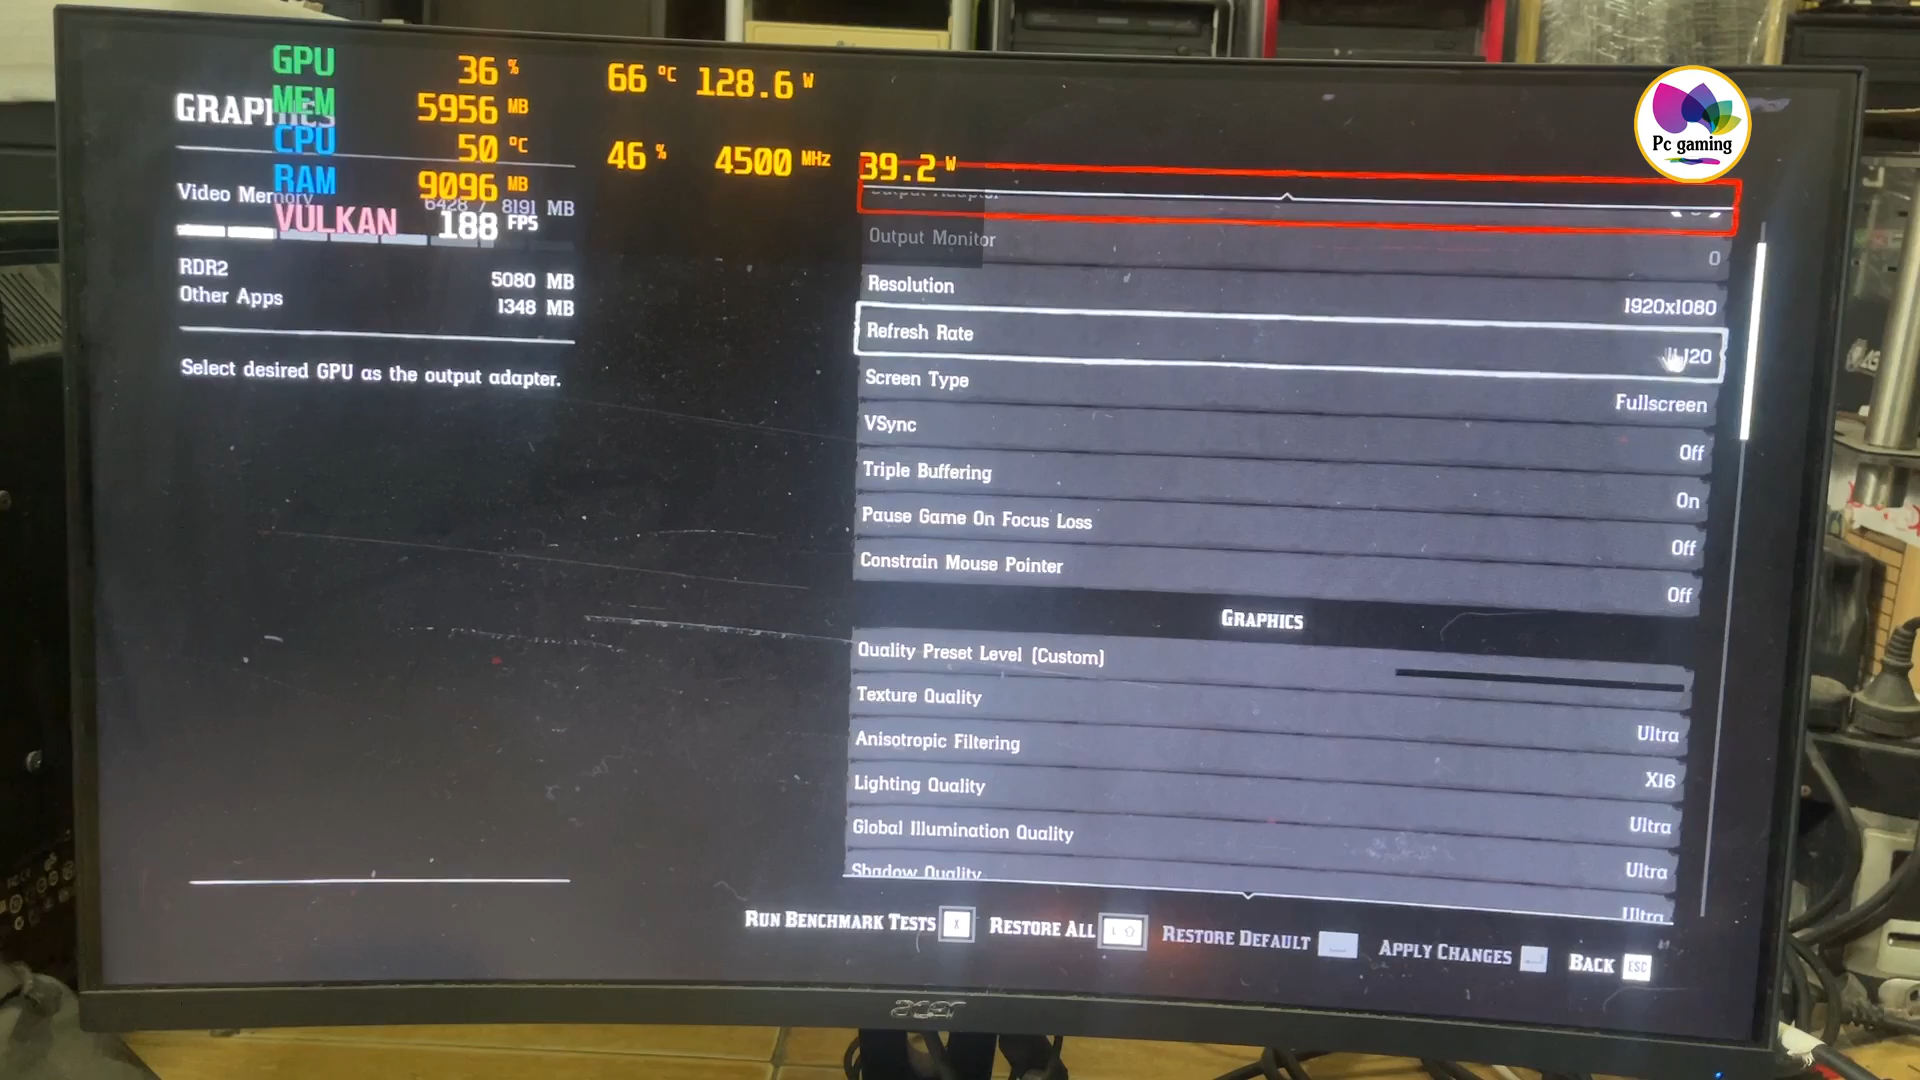 GPU 36 % 66 °C 128.6 W
GRAPHICS
MEM 5956 MB
CPU 50 °C 46 % 4500 MHz 39.2 W
RAM 9096 MB
Video Memory 6428 / 8191 MB
VULKAN 188 FPS
RDR2 5080 MB
Other Apps 1348 MB
Select desired GPU as the output adapter.
Pc gaming
Output Adapter
Output Monitor 0
Resolution 1920x1080
Refresh Rate 120
Screen Type Fullscreen
VSync Off
Triple Buffering On
Pause Game On Focus Loss Off
Constrain Mouse Pointer Off
GRAPHICS
Quality Preset Level (Custom)
Texture Quality Ultra
Anisotropic Filtering X16
Lighting Quality Ultra
Global Illumination Quality Ultra
Shadow Quality Ultra
RUN BENCHMARK TESTS X RESTORE ALL RESTORE DEFAULT APPLY CHANGES BACK ESC
acer